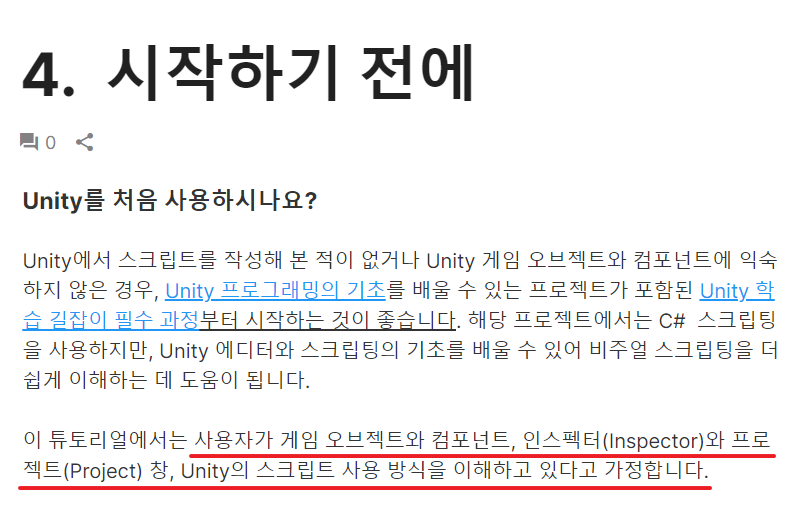 4. 시작하기 전에
0
Unity를 처음 사용하시나요?
Unity에서 스크립트를 작성해 본 적이 없거나 Unity 게임 오브젝트와 컴포넌트에 익숙
하지 않은 경우, Unity 프로그래밍의 기초를 배울 수 있는 프로젝트가 포함된 Unity 학
습 길잡이 필수 과정부터 시작하는 것이 좋습니다. 해당 프로젝트에서는 C# 스크립팅
을 사용하지만, Unity 에디터와 스크립팅의 기초를 배울 수 있어 비주얼 스크립팅을 더
쉽게 이해하는 데 도움이 됩니다.
이 튜토리얼에서는 사용자가 게임 오브젝트와 컴포넌트, 인스펙터(Inspector)와 프로
젝트(Project) 창, Unity의 스크립트 사용 방식을 이해하고 있다고 가정합니다.